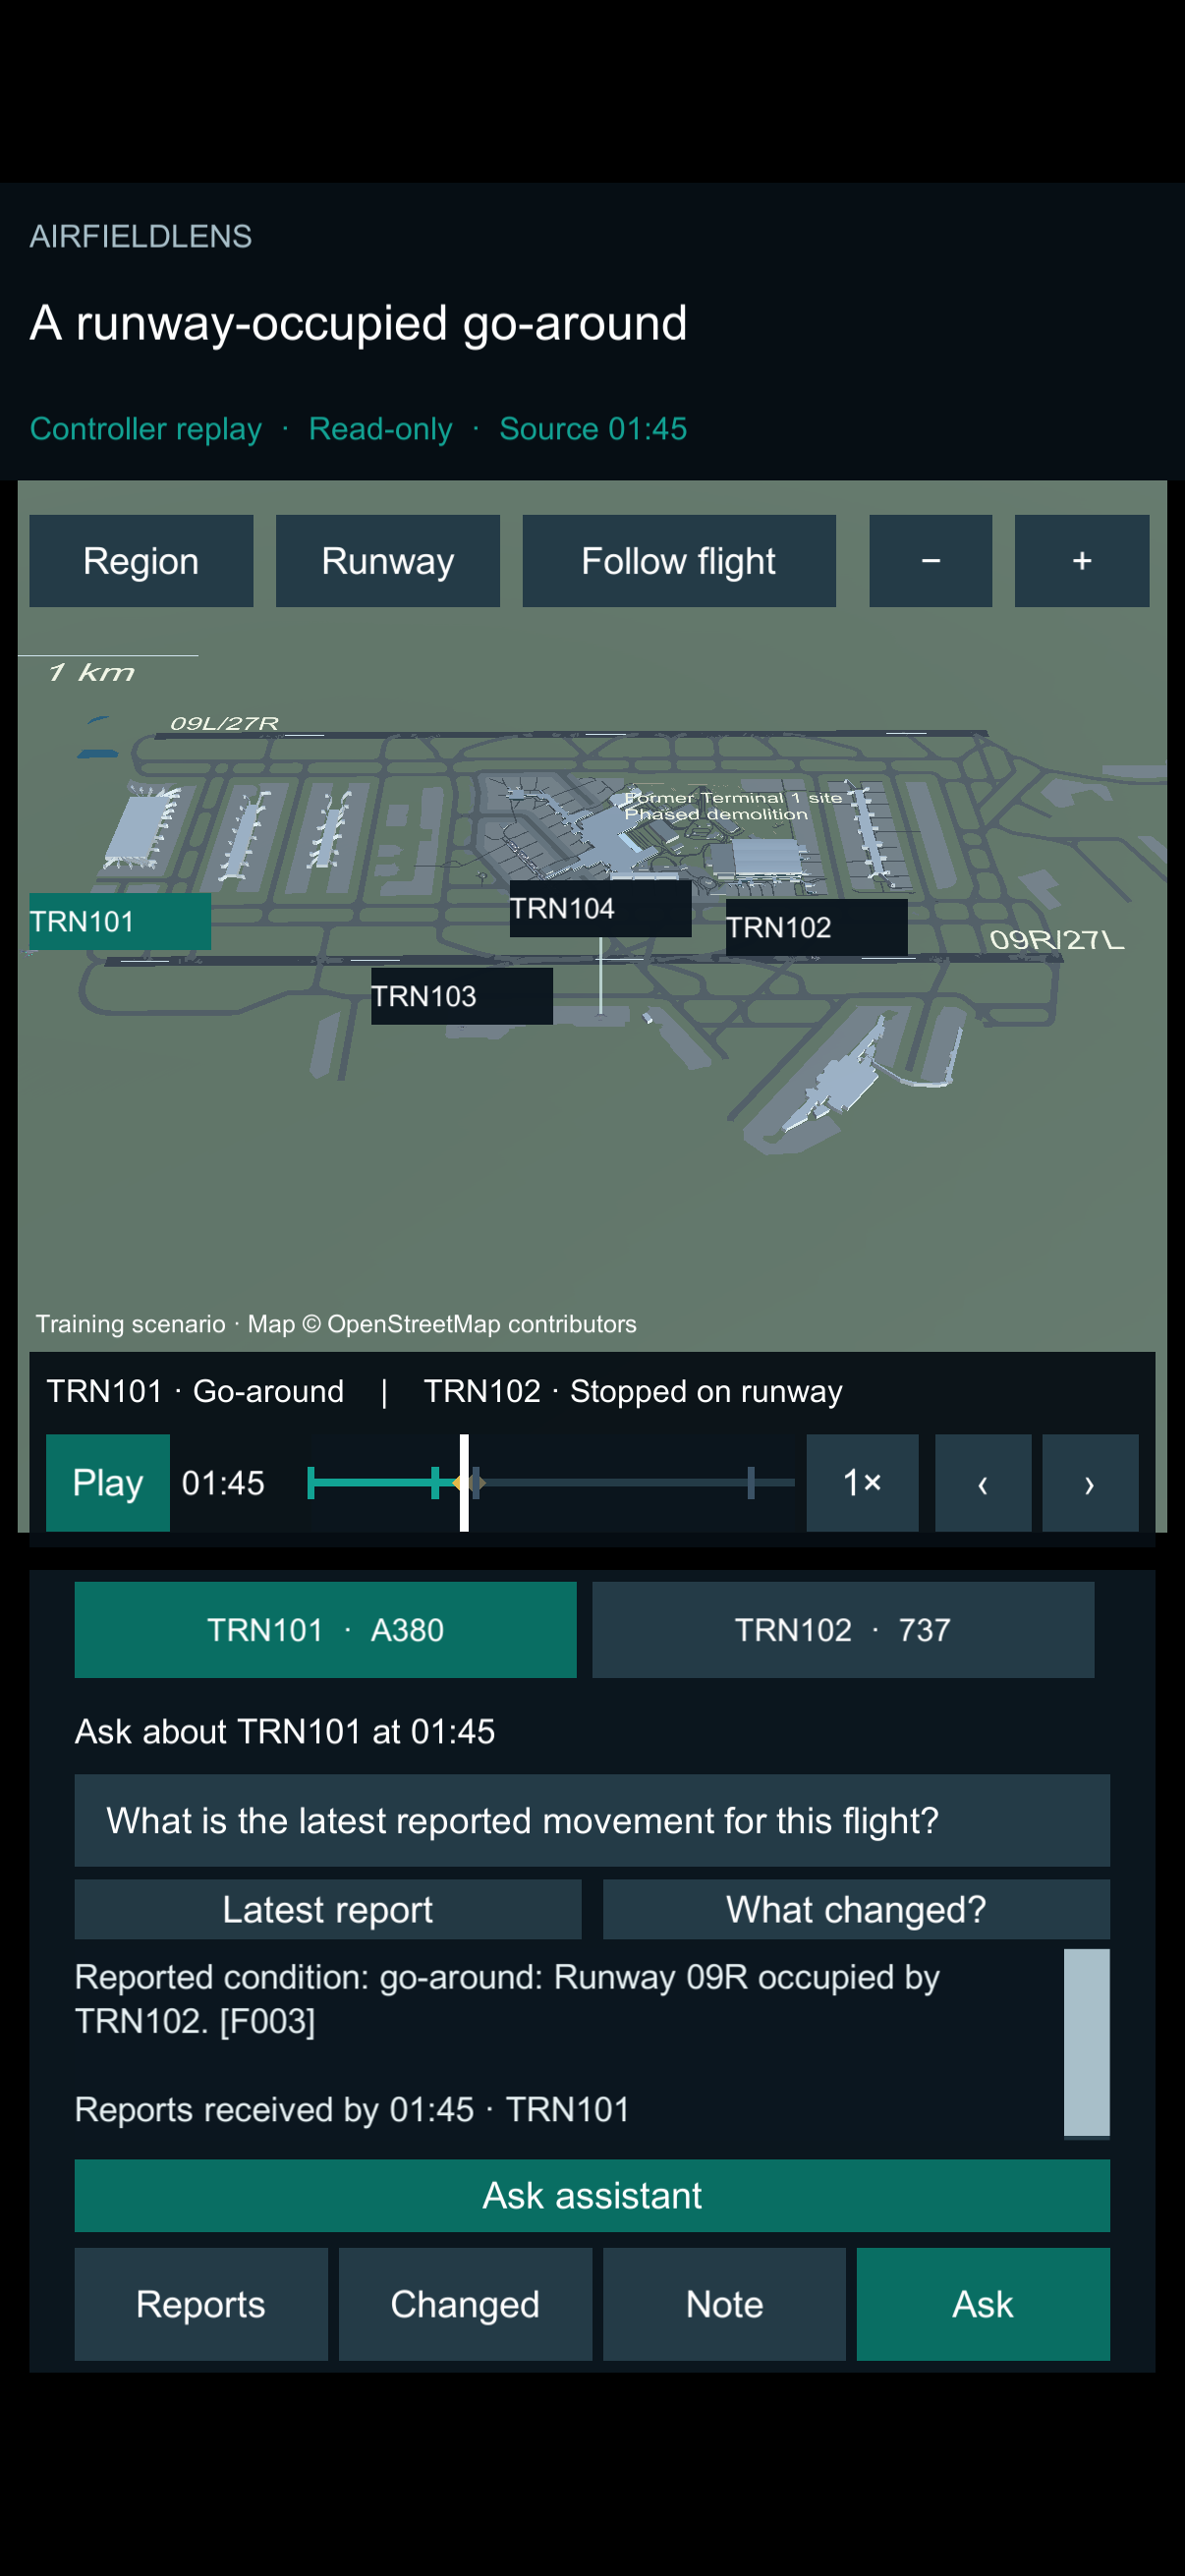 AIRFIELDLENS
A runway-occupied go-around
Controller replay · Read-only · Source 01:45
Region Runway Follow flight − +
1 km
09L/27R
Former Terminal 1 site
Phased demolition
TRN101
TRN104
TRN102
09R/27L
TRN103
Training scenario · Map © OpenStreetMap contributors
TRN101 · Go-around | TRN102 · Stopped on runway
Play 01:45 1× ‹ ›
TRN101 · A380 TRN102 · 737
Ask about TRN101 at 01:45
What is the latest reported movement for this flight?
Latest report What changed?
Reported condition: go-around: Runway 09R occupied by
TRN102. [F003]
Reports received by 01:45 · TRN101
Ask assistant
Reports Changed Note Ask